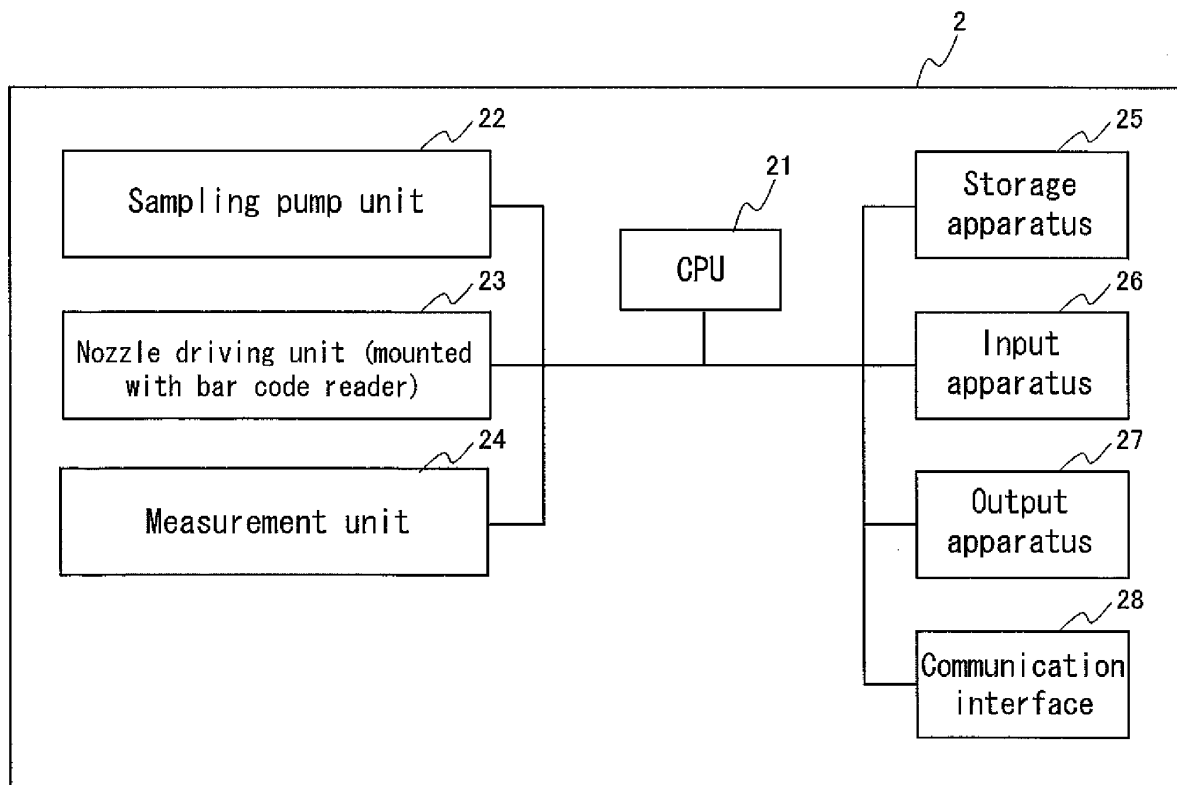 2
22
Sampling pump unit
21
CPU
25
Storage
apparatus
23
Nozzle driving unit (mounted
with bar code reader)
26
Input
apparatus
24
Measurement unit
27
Output
apparatus
28
Communication
interface